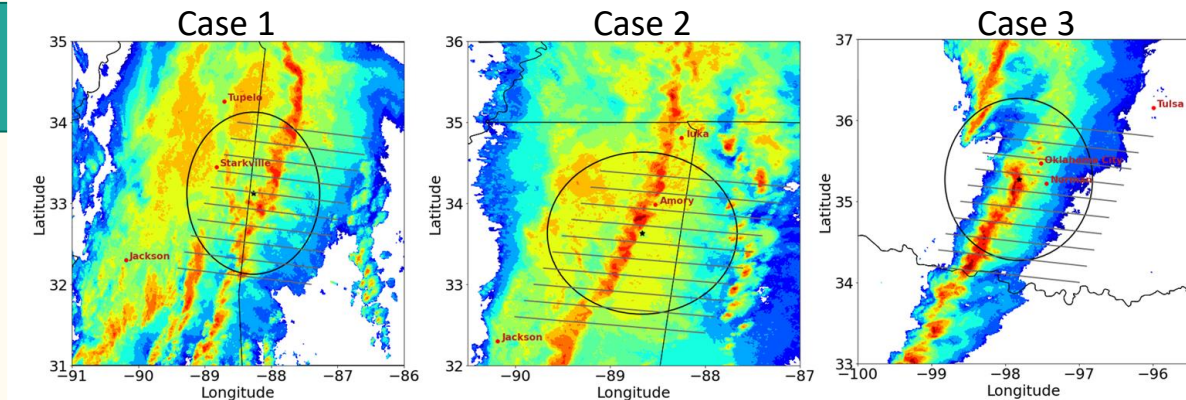 Case 1
Case 2
Case 3
35
34
33
32
31
Latitude
Tupelo
Starkville
Jackson
−91
−90
−89
−88
−87
−86
Longitude
36
35
34
33
32
Latitude
Iuka
Amory
Jackson
−90
−89
−88
−87
Longitude
37
36
35
34
33
Latitude
Tulsa
Oklahoma City
Norman
−100
−99
−98
−97
−96
Longitude